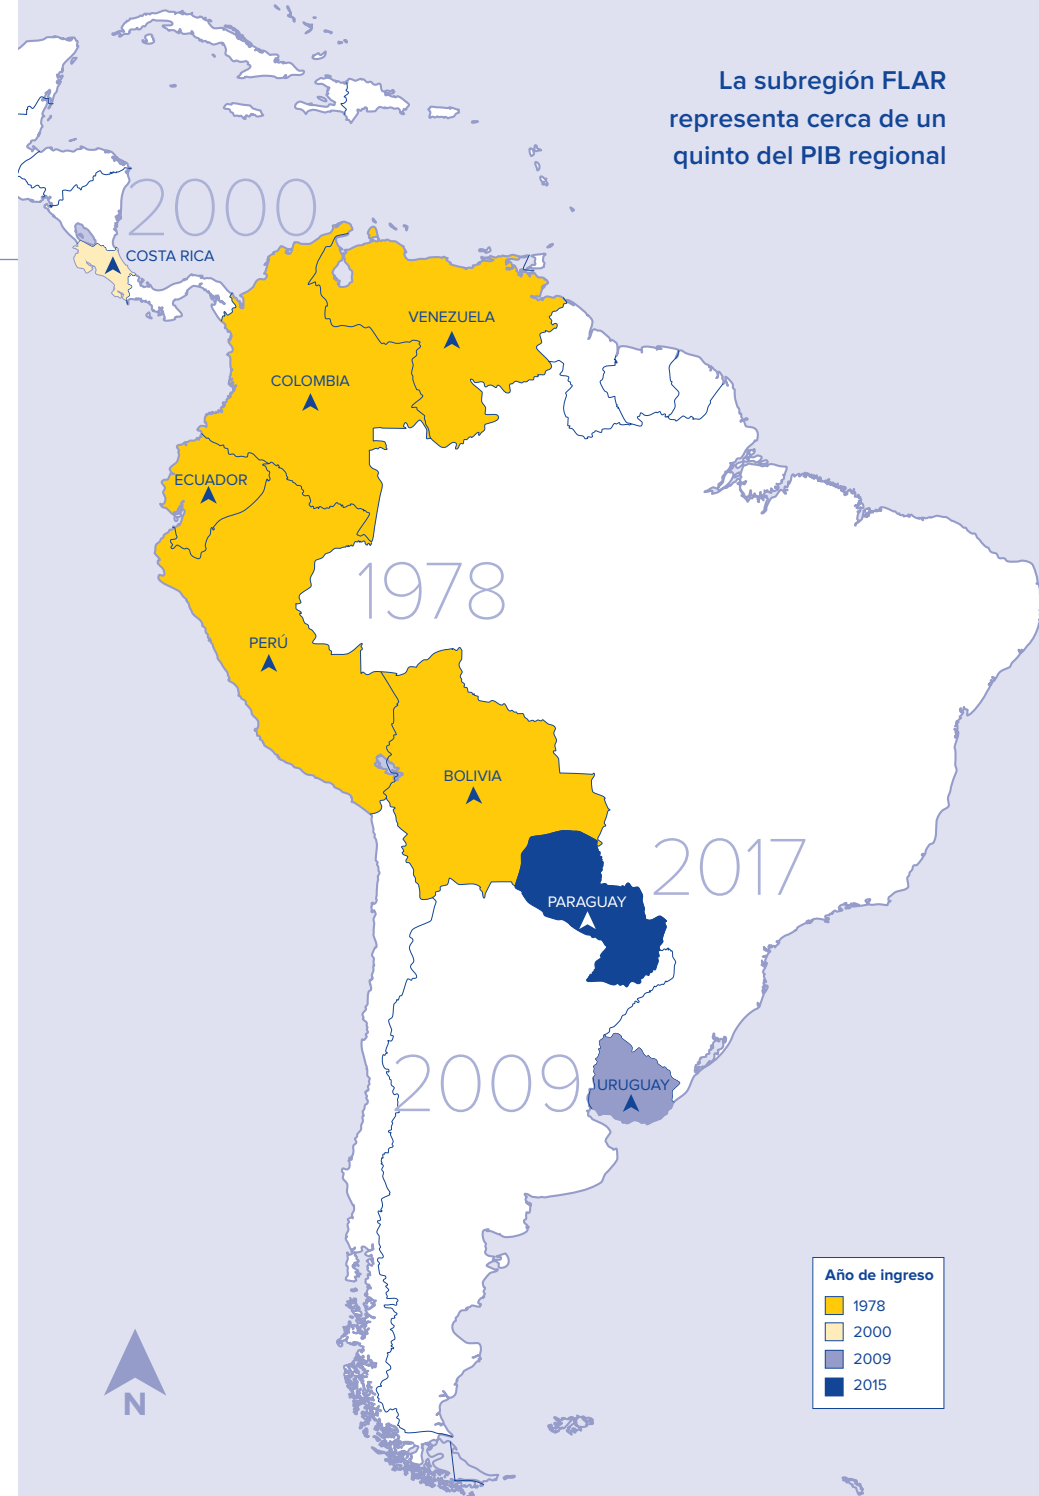 La subregión FLAR
representa cerca de un
quinto del PIB regional
2000
COSTA RICA
VENEZUELA
COLOMBIA
ECUADOR
1978
PERÚ
BOLIVIA
2017
PARAGUAY
2009
URUGUAY
Año de ingreso
1978
2000
2009
2015
N